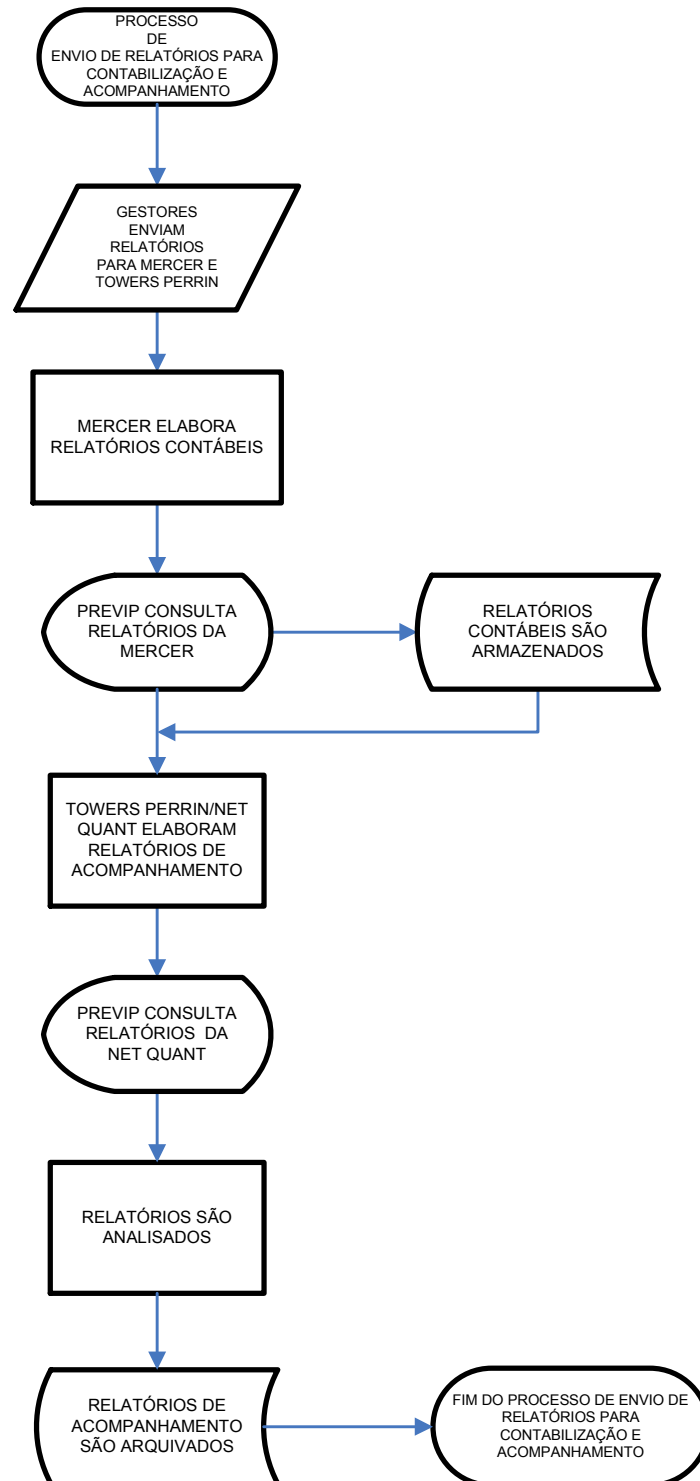 PROCESSO
DE
ENVIO DE RELATÓRIOS PARA
CONTABILIZAÇÃO E
ACOMPANHAMENTO
GESTORES
ENVIAM
RELATÓRIOS
PARA MERCER E
TOWERS PERRIN
MERCER ELABORA
RELATÓRIOS CONTÁBEIS
PREVIP CONSULTA
RELATÓRIOS DA
MERCER
RELATÓRIOS
CONTÁBEIS SÃO
ARMAZENADOS
TOWERS PERRIN/NET
QUANT ELABORAM
RELATÓRIOS DE
ACOMPANHAMENTO
PREVIP CONSULTA
RELATÓRIOS DA
NET QUANT
RELATÓRIOS SÃO
ANALISADOS
RELATÓRIOS DE
ACOMPANHAMENTO
SÃO ARQUIVADOS
FIM DO PROCESSO DE ENVIO DE
RELATÓRIOS PARA
CONTABILIZAÇÃO E
ACOMPANHAMENTO